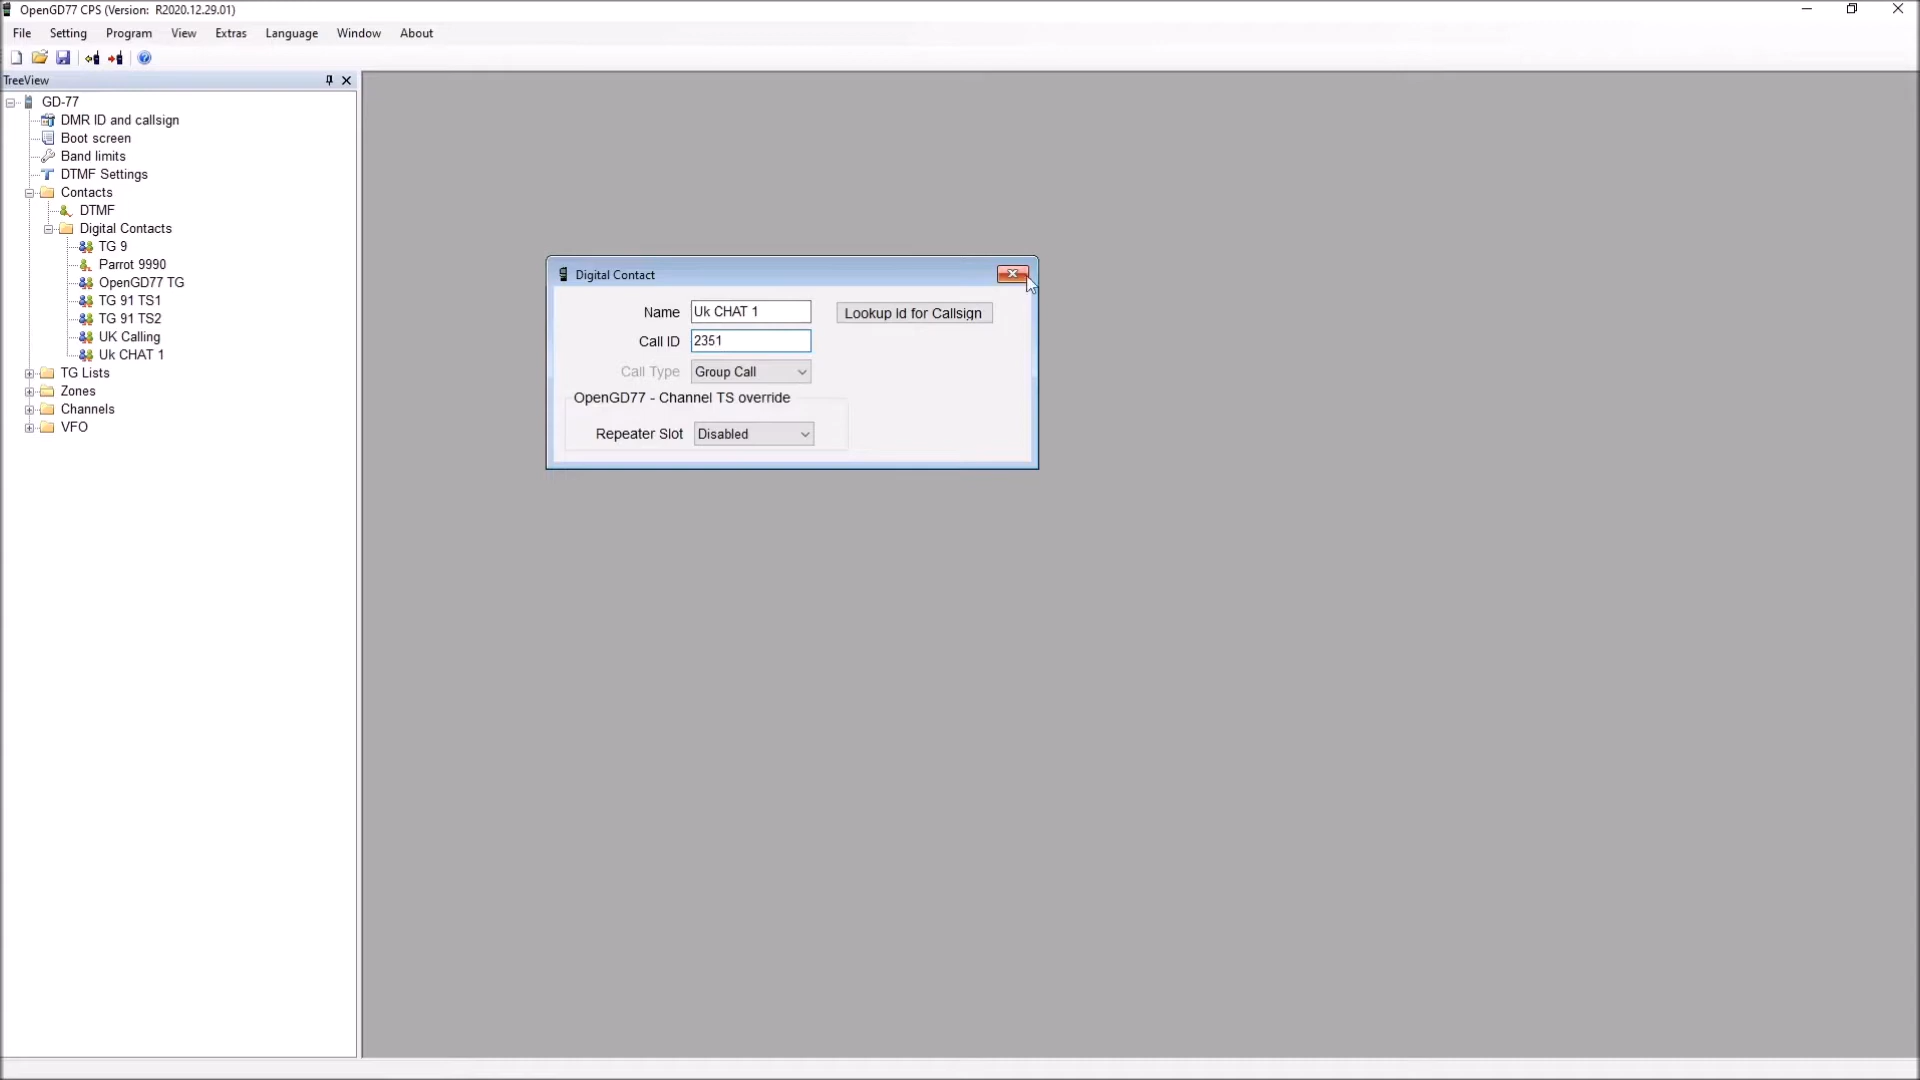 OpenGD77 CPS (Version: R2020.12.29.01)
File Setting Program View Extras Language Window About
TreeView
GD-77
DMR ID and callsign
Boot screen
Band limits
DTMF Settings
Contacts
DTMF
Digital Contacts
TG 9
Parrot 9990
OpenGD77 TG
TG 91 TS1
TG 91 TS2
UK Calling
Uk CHAT 1
TG Lists
Zones
Channels
VFO
Digital Contact
Name Uk CHAT 1 Lookup Id for Callsign
Call ID 2351
Call Type Group Call
OpenGD77 - Channel TS override
Repeater Slot Disabled